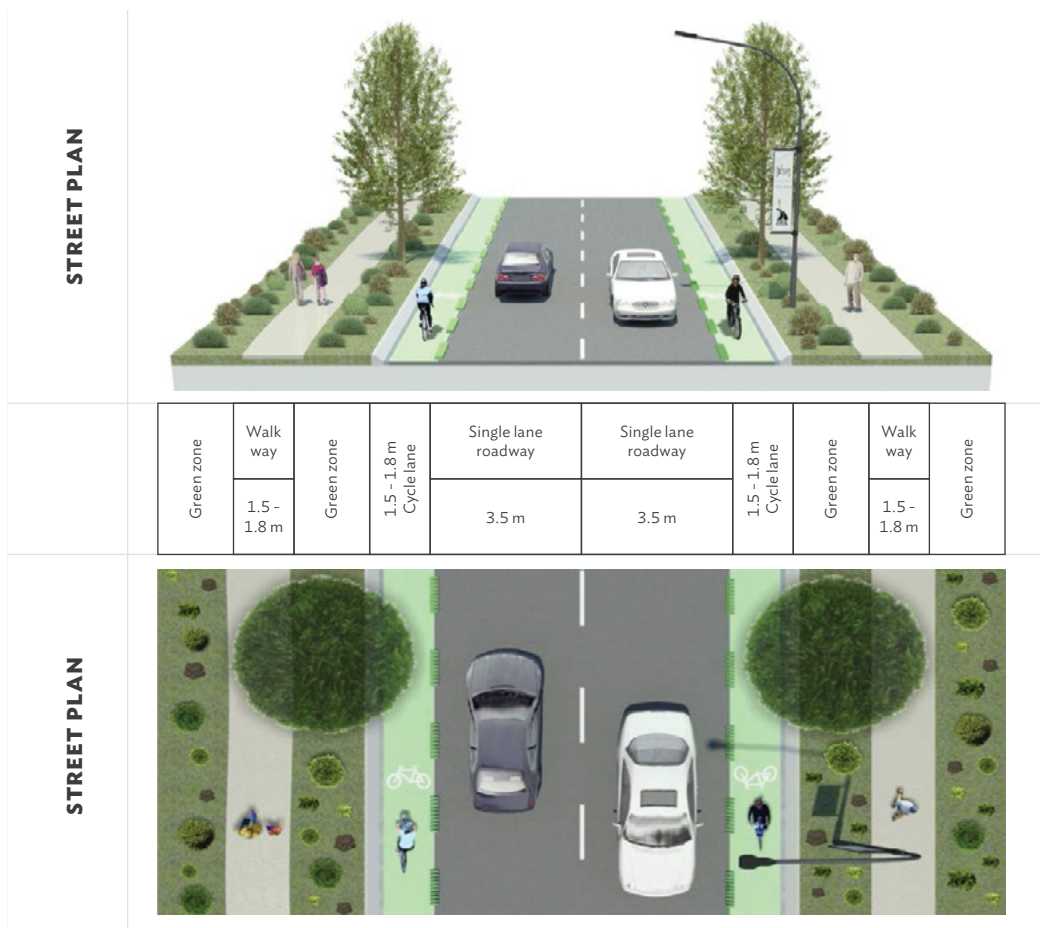 STREET PLAN
Green zone
Walk
way
1.5 -
1.8 m
Green zone
1.5 - 1.8 m
Cycle lane
Single lane
roadway
3.5 m
Single lane
roadway
3.5 m
1.5 - 1.8 m
Cycle lane
Green zone
Walk
way
1.5 -
1.8 m
Green zone
STREET PLAN